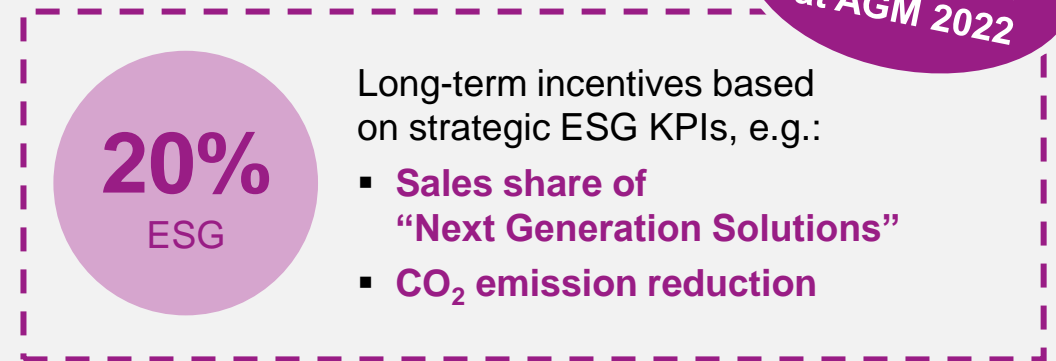 at AGM 2022
20%
ESG
Long-term incentives based
on strategic ESG KPIs, e.g.:
▪ Sales share of
“Next Generation Solutions”
▪ CO₂ emission reduction